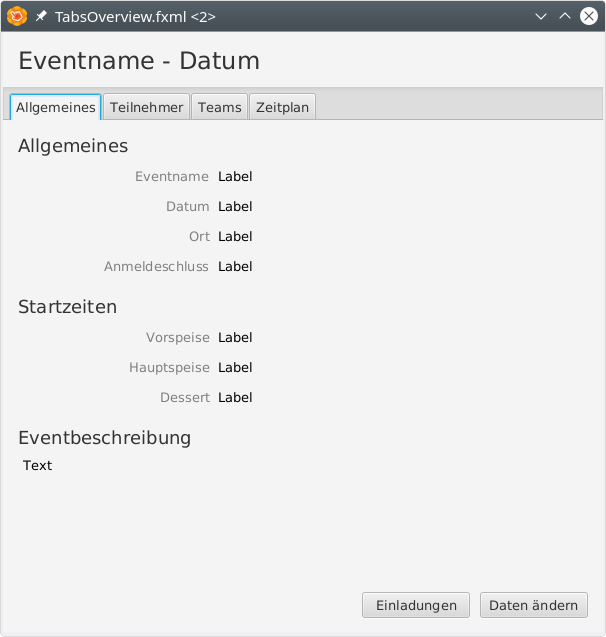 TabsOverview.fxml <2>
Eventname - Datum
Allgemeines Teilnehmer Teams Zeitplan
Allgemeines
Eventname Label
Datum Label
Ort Label
Anmeldeschluss Label
Startzeiten
Vorspeise Label
Hauptspeise Label
Dessert Label
Eventbeschreibung
Text
Einladungen Daten ändern